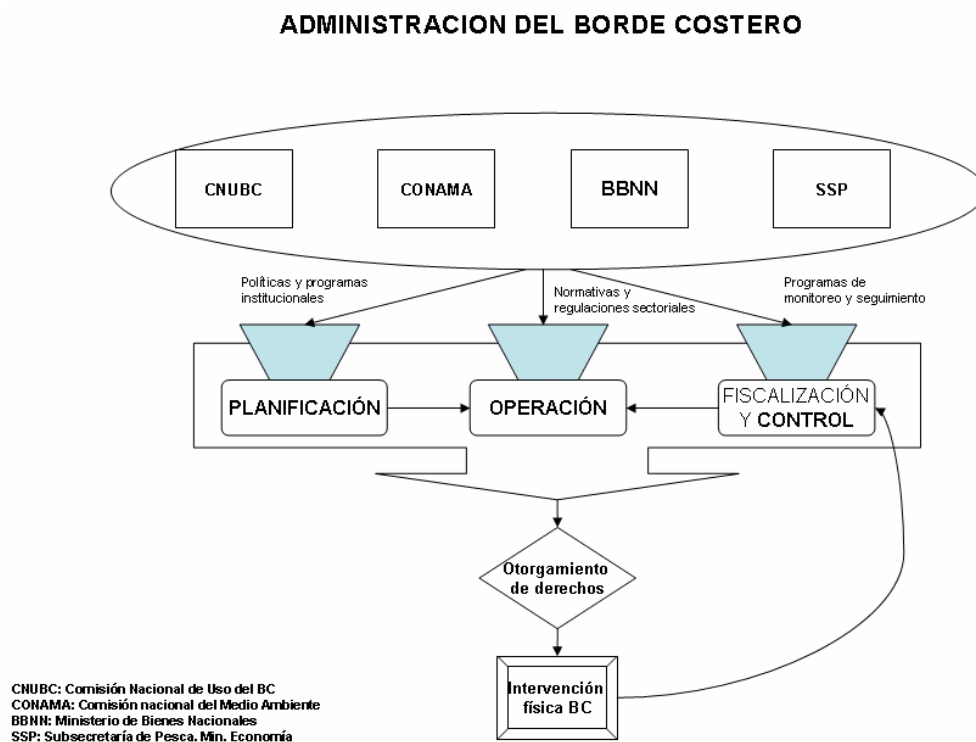 ADMINISTRACION DEL BORDE COSTERO
CNUBC
CONAMA
BBNN
SSP
Políticas y programas
institucionales
Normativas y
regulaciones sectoriales
Programas de
monitoreo y seguimiento
PLANIFICACIÓN
OPERACIÓN
FISCALIZACIÓN
Y CONTROL
Otorgamiento
de derechos
Intervención
física BC
CNUBC: Comisión Nacional de Uso del BC
CONAMA: Comisión nacional del Medio Ambiente
BBNN: Ministerio de Bienes Nacionales
SSP: Subsecretaría de Pesca. Min. Economía